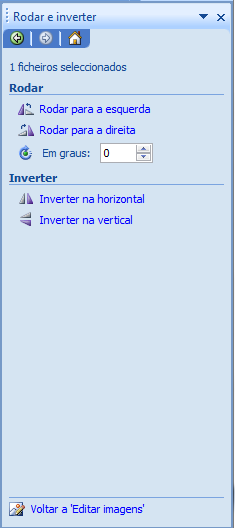 Rodar e inverter
1 ficheiros seleccionados
Rodar
Rodar para a esquerda
Rodar para a direita
Em graus: 0
Inverter
Inverter na horizontal
Inverter na vertical
Voltar a 'Editar imagens'